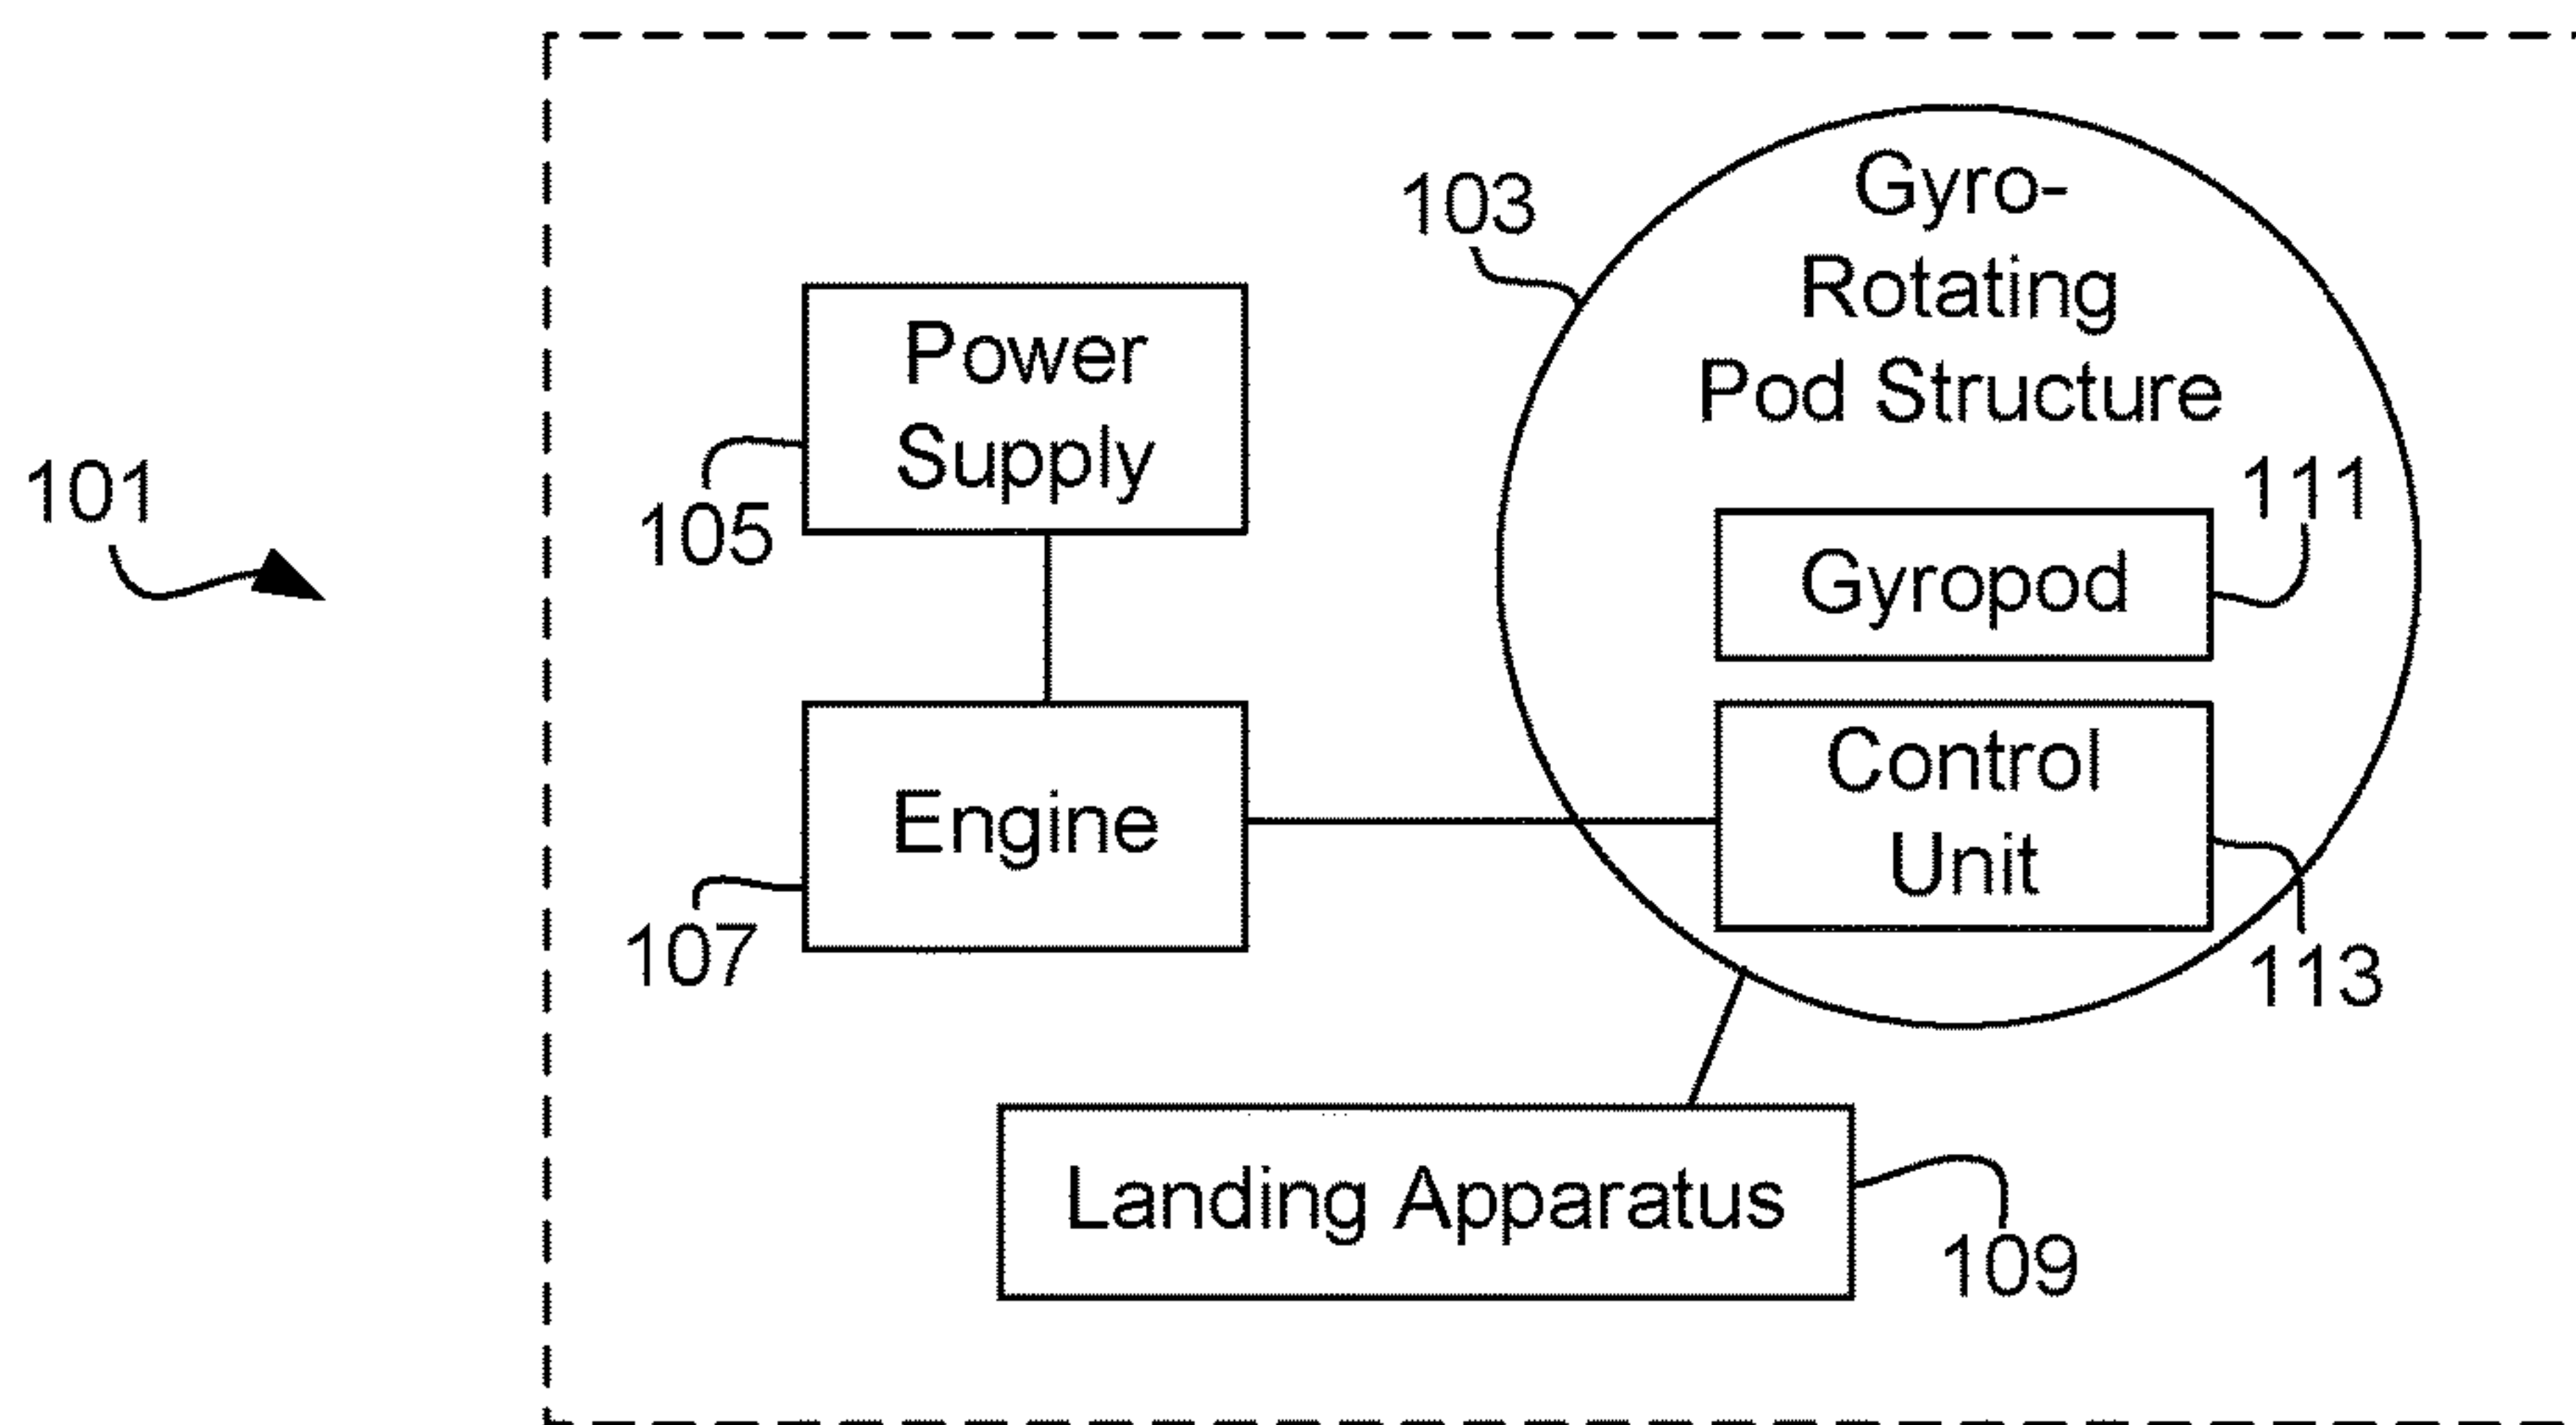 101
103
Gyro-
Rotating
Pod Structure
Power
Supply
105
111
Gyropod
Engine
107
Control
Unit
113
Landing Apparatus
109